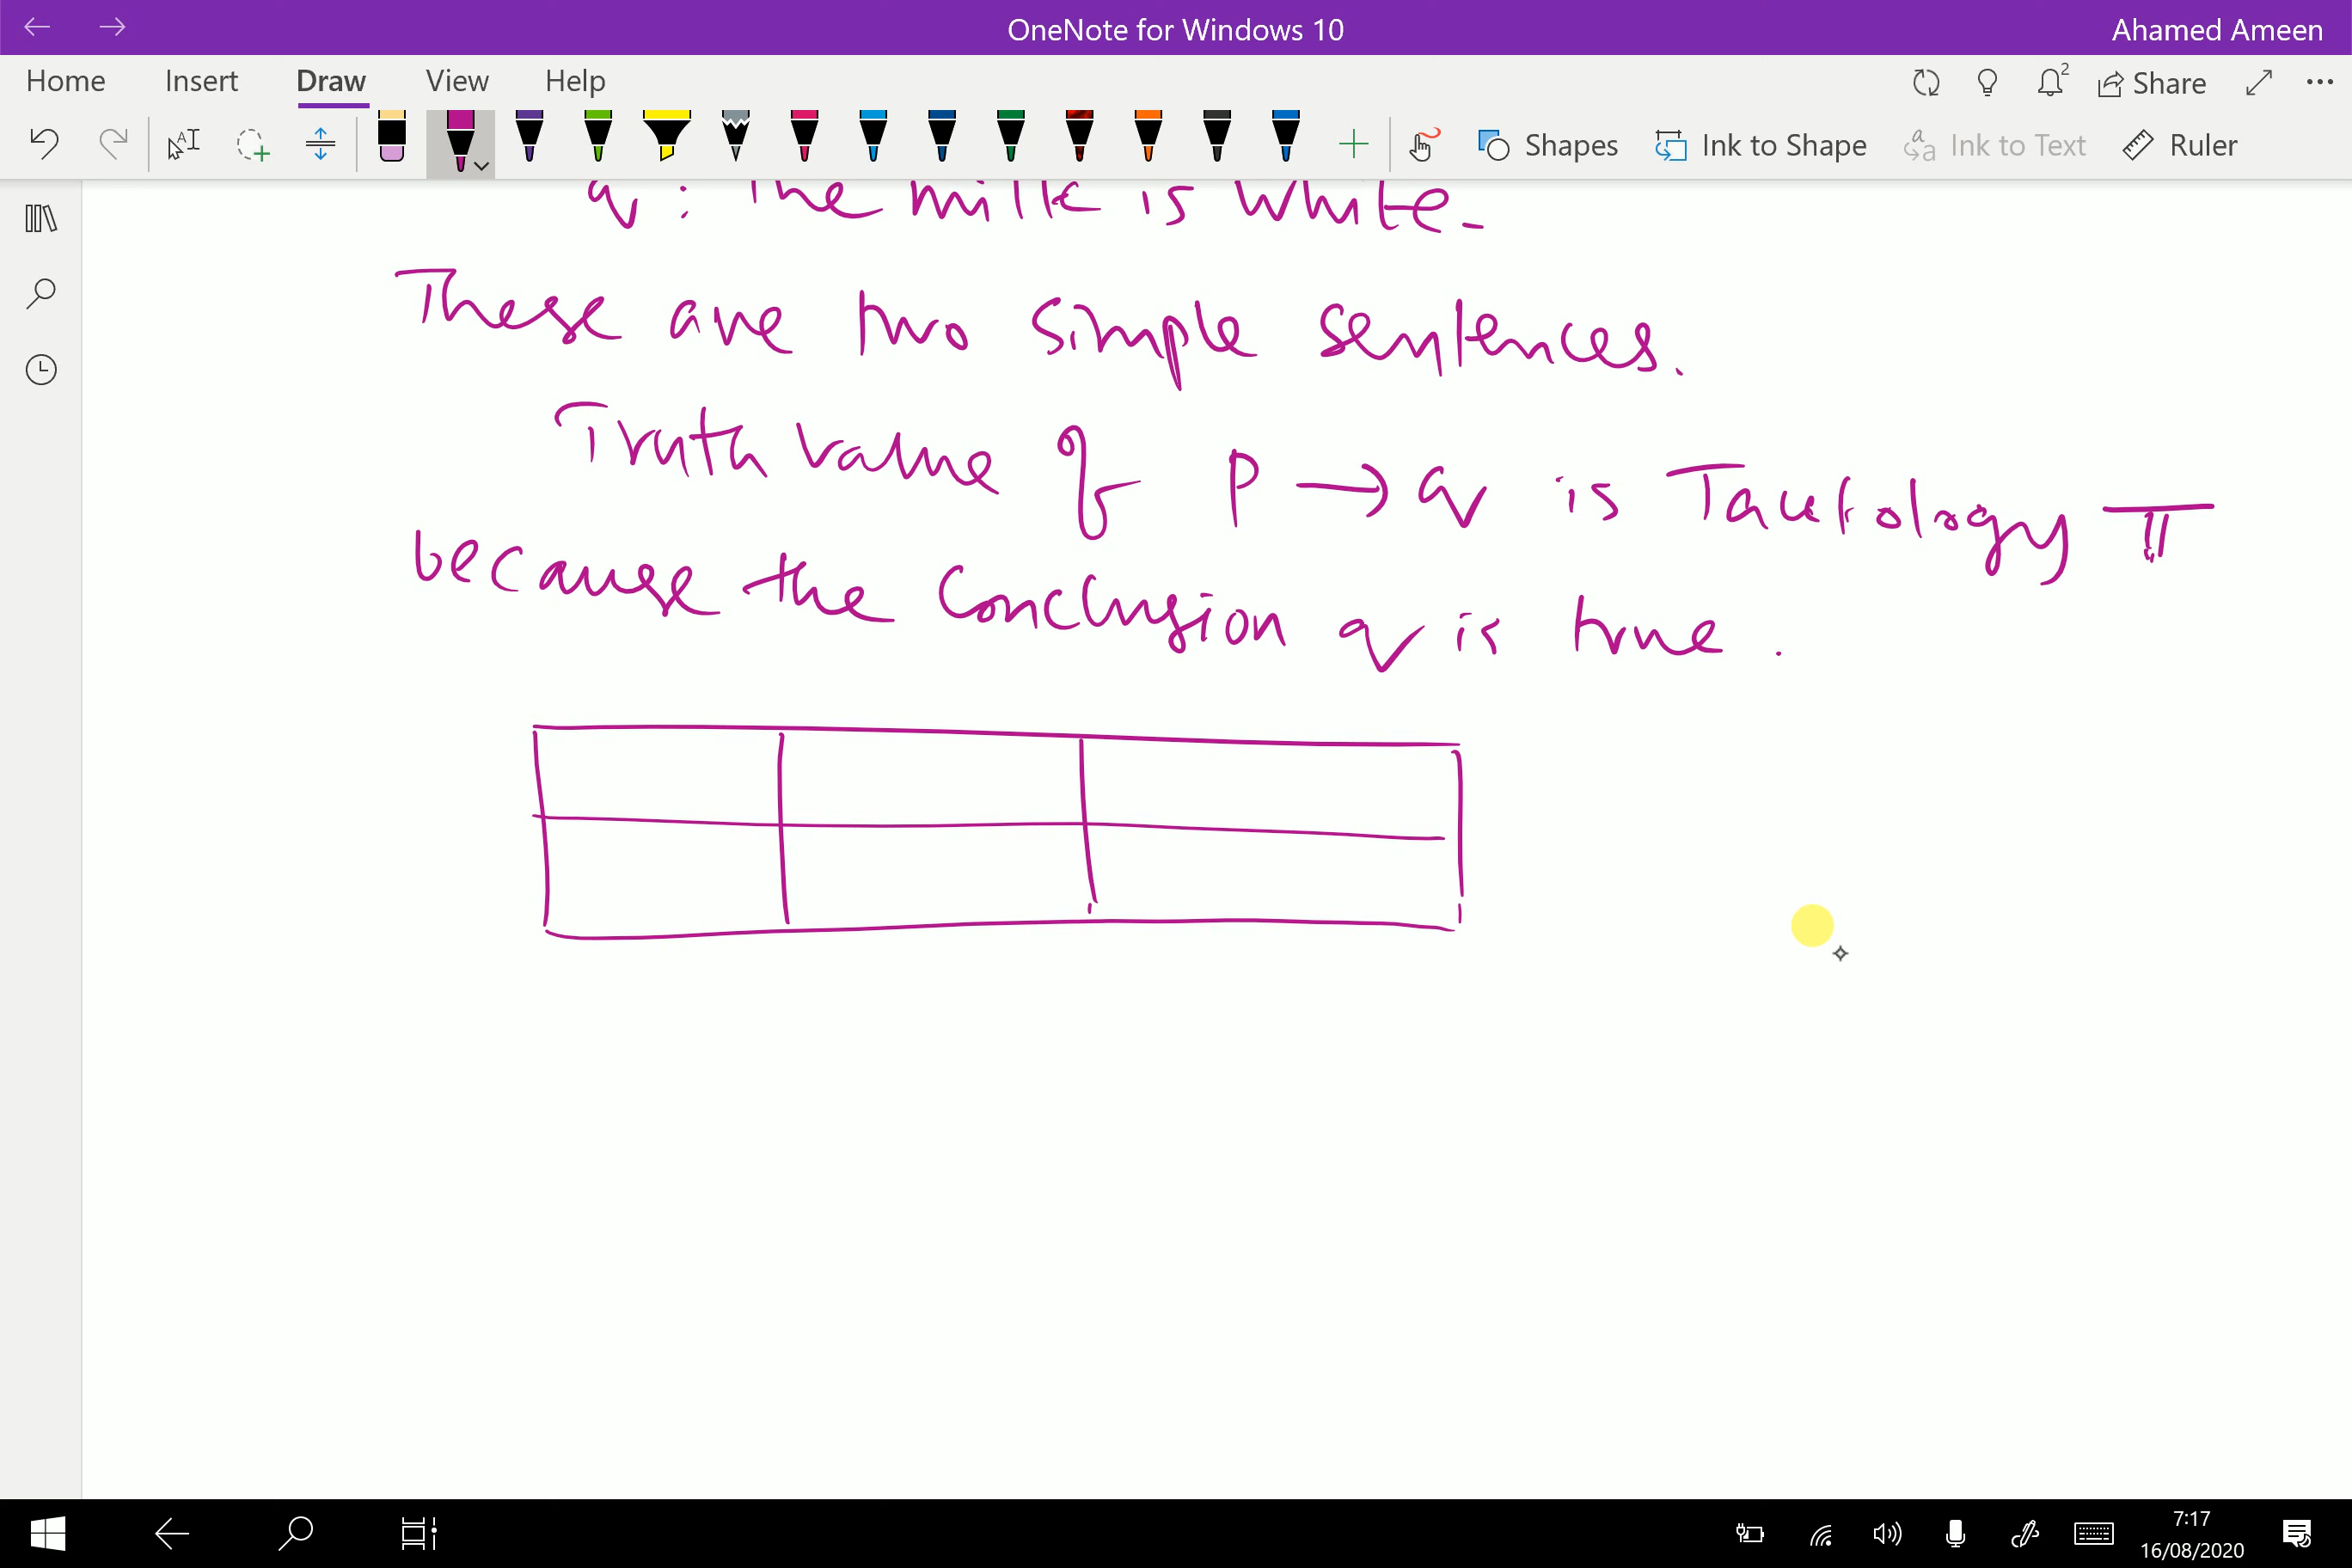 OneNote for Windows 10
Ahamed Ameen
Home Insert Draw View Help
2 Share
Shapes Ink to Shape Ink to Text Ruler
q : The milk is white.
These are two simple sentences.
Truth value of p → q is Tautology T
because the conclusion q is true.
7:17
16/08/2020